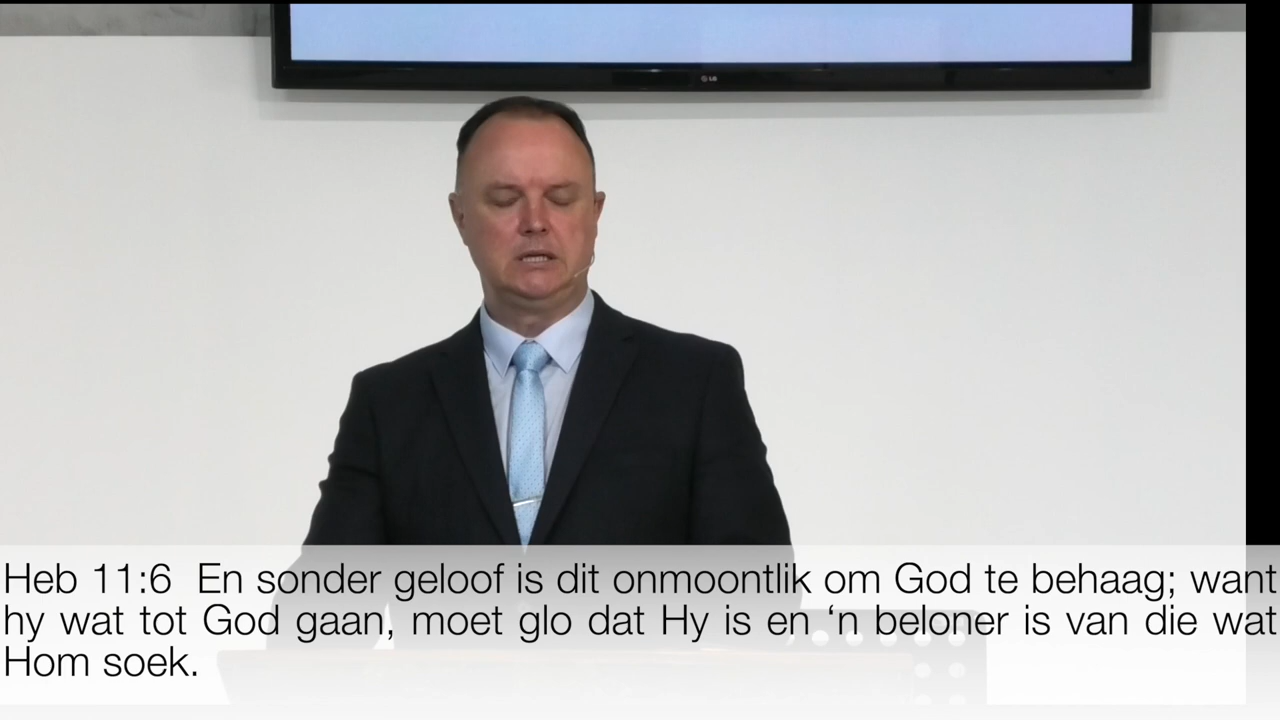 LG
Heb 11:6  En sonder geloof is dit onmoontlik om God te behaag; want
hy wat tot God gaan, moet glo dat Hy is en ‘n beloner is van die wat
Hom soek.